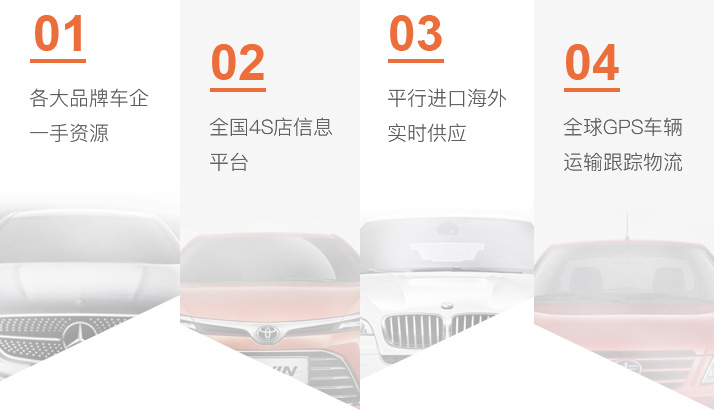 01
各大品牌车企
一手资源
02
全国4S店信息
平台
03
平行进口海外
实时供应
04
全球GPS车辆
运输跟踪物流